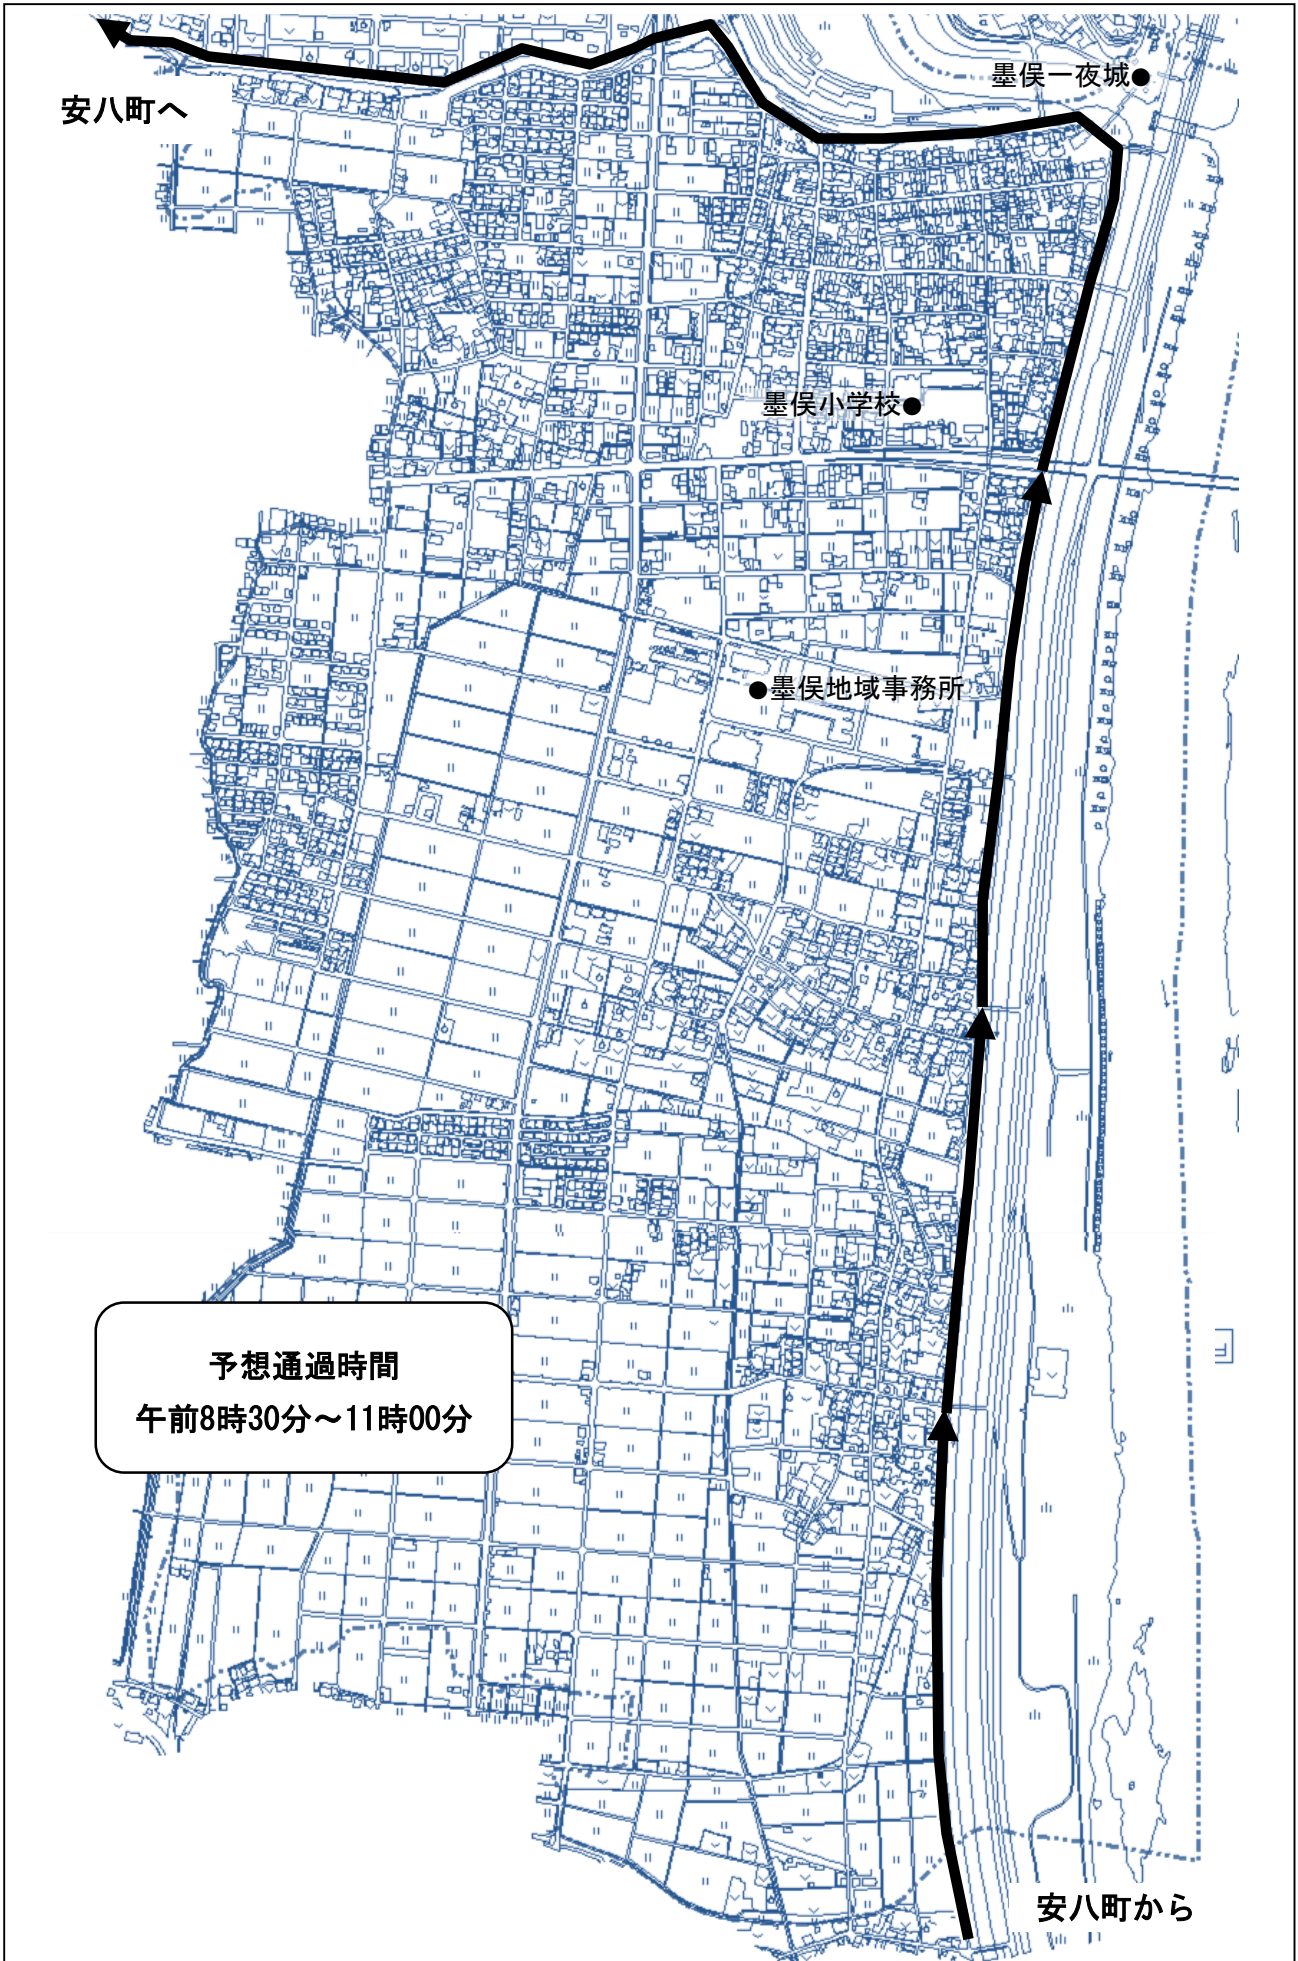 墨俣一夜城●
安八町へ
墨俣小学校●
●墨俣地域事務所
予想通過時間
午前8時30分～11時00分
安八町から